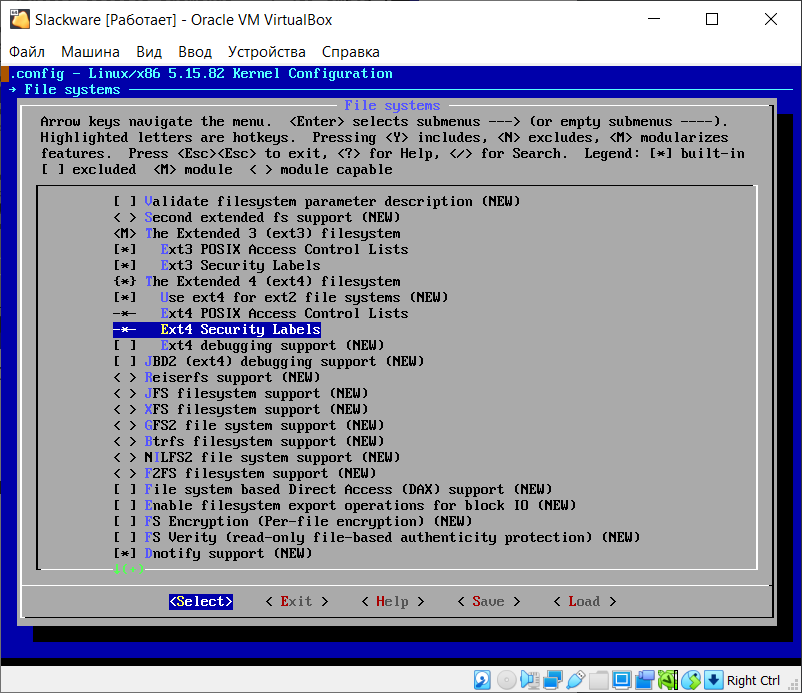 Slackware [Работает] - Oracle VM VirtualBox
Файл Машина Вид Ввод Устройства Справка
.config - Linux/x86 5.15.82 Kernel Configuration
→ File systems
File systems
Arrow keys navigate the menu. <Enter> selects submenus ---> (or empty submenus ----).
Highlighted letters are hotkeys. Pressing <Y> includes, <N> excludes, <M> modularizes
features. Press <Esc><Esc> to exit, <?> for Help, </> for Search. Legend: [*] built-in
[ ] excluded <M> module < > module capable
[ ] Validate filesystem parameter description (NEW)
< > Second extended fs support (NEW)
<M> The Extended 3 (ext3) filesystem
[*] Ext3 POSIX Access Control Lists
[*] Ext3 Security Labels
{*} The Extended 4 (ext4) filesystem
[*] Use ext4 for ext2 file systems (NEW)
-*- Ext4 POSIX Access Control Lists
-*- Ext4 Security Labels
[ ] Ext4 debugging support (NEW)
[ ] JBD2 (ext4) debugging support (NEW)
< > Reiserfs support (NEW)
< > JFS filesystem support (NEW)
< > XFS filesystem support (NEW)
< > GFS2 file system support (NEW)
< > Btrfs filesystem support (NEW)
< > NILFS2 file system support (NEW)
< > F2FS filesystem support (NEW)
[ ] File system based Direct Access (DAX) support (NEW)
[ ] Enable filesystem export operations for block IO (NEW)
[ ] FS Encryption (Per-file encryption) (NEW)
[ ] FS Verity (read-only file-based authenticity protection) (NEW)
[*] Dnotify support (NEW)
↓(+)
<Select> < Exit > < Help > < Save > < Load >
Right Ctrl